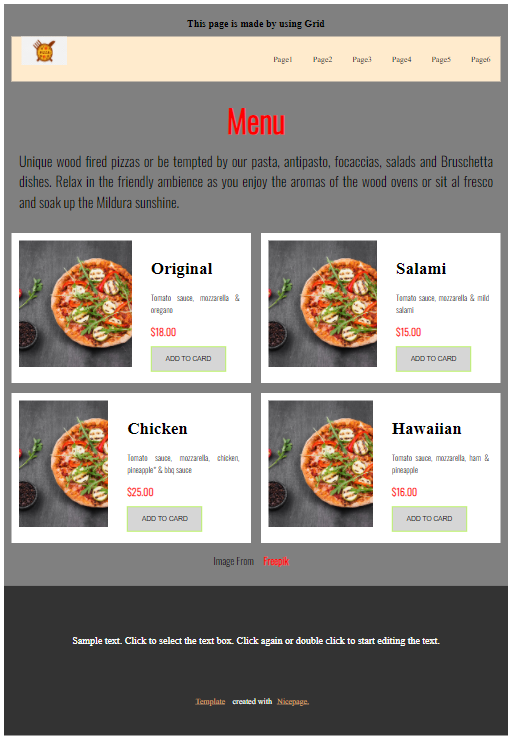 This page is made by using Grid
Page1 Page2 Page3 Page4 Page5 Page6
Menu
Unique wood fired pizzas or be tempted by our pasta, antipasto, focaccias, salads and Bruschetta
dishes. Relax in the friendly ambience as you enjoy the aromas of the wood ovens or sit al fresco
and soak up the Mildura sunshine.
Original
Tomato sauce, mozzarella &
oregano
$18.00
ADD TO CARD
Salami
Tomato sauce, mozzarella & mild
salami
$15.00
ADD TO CARD
Chicken
Tomato sauce, mozzarella, chicken,
pineapple* & bbq sauce
$25.00
ADD TO CARD
Hawaiian
Tomato sauce, mozzarella, ham &
pineapple
$16.00
ADD TO CARD
Image From Freepik
Sample text. Click to select the text box. Click again or double click to start editing the text.
Template created with Nicepage.